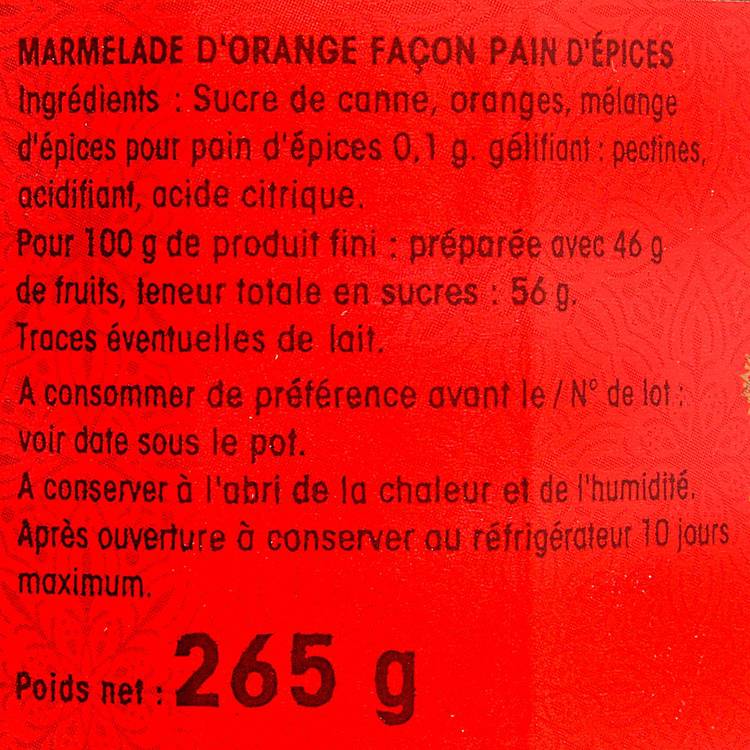 MARMELADE D'ORANGE FAÇON PAIN D'ÉPICES
Ingrédients : Sucre de canne, oranges, mélange
d'épices pour pain d'épices 0,1 g. gélifiant : pectines,
acidifiant, acide citrique.
Pour 100 g de produit fini : préparée avec 46 g
de fruits, teneur totale en sucres : 56 g.
Traces éventuelles de lait.
A consommer de préférence avant le / N° de lot :
voir date sous le pot.
A conserver à l'abri de la chaleur et de l'humidité.
Après ouverture à conserver au réfrigérateur 10 jours
maximum.
Poids net : 265 g